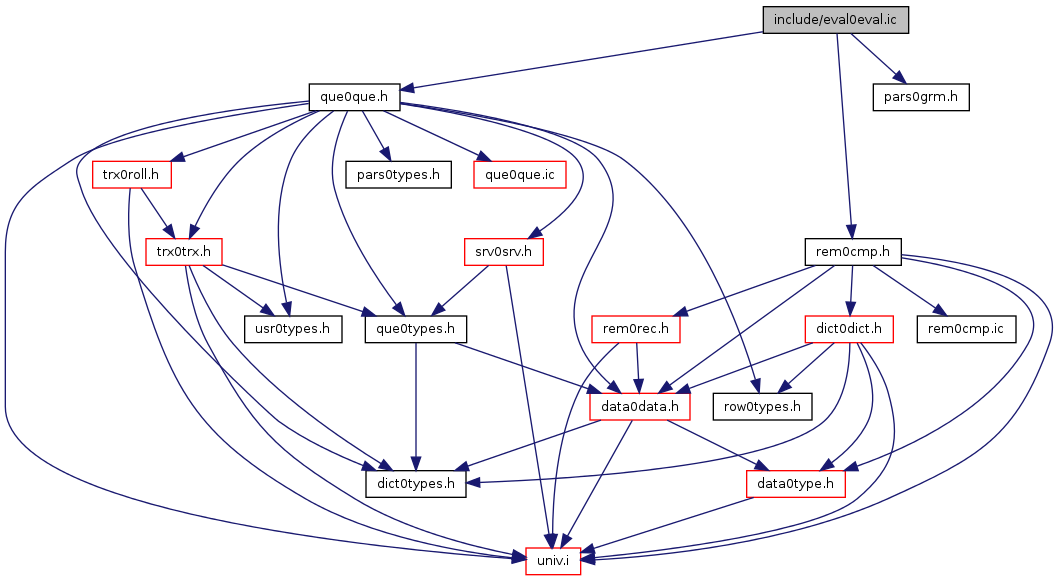 include/eval0eval.ic
que0que.h
pars0grm.h
trx0roll.h
pars0types.h
que0que.ic
trx0trx.h
srv0srv.h
rem0cmp.h
usr0types.h
que0types.h
rem0rec.h
dict0dict.h
rem0cmp.ic
data0data.h
row0types.h
dict0types.h
data0type.h
univ.i